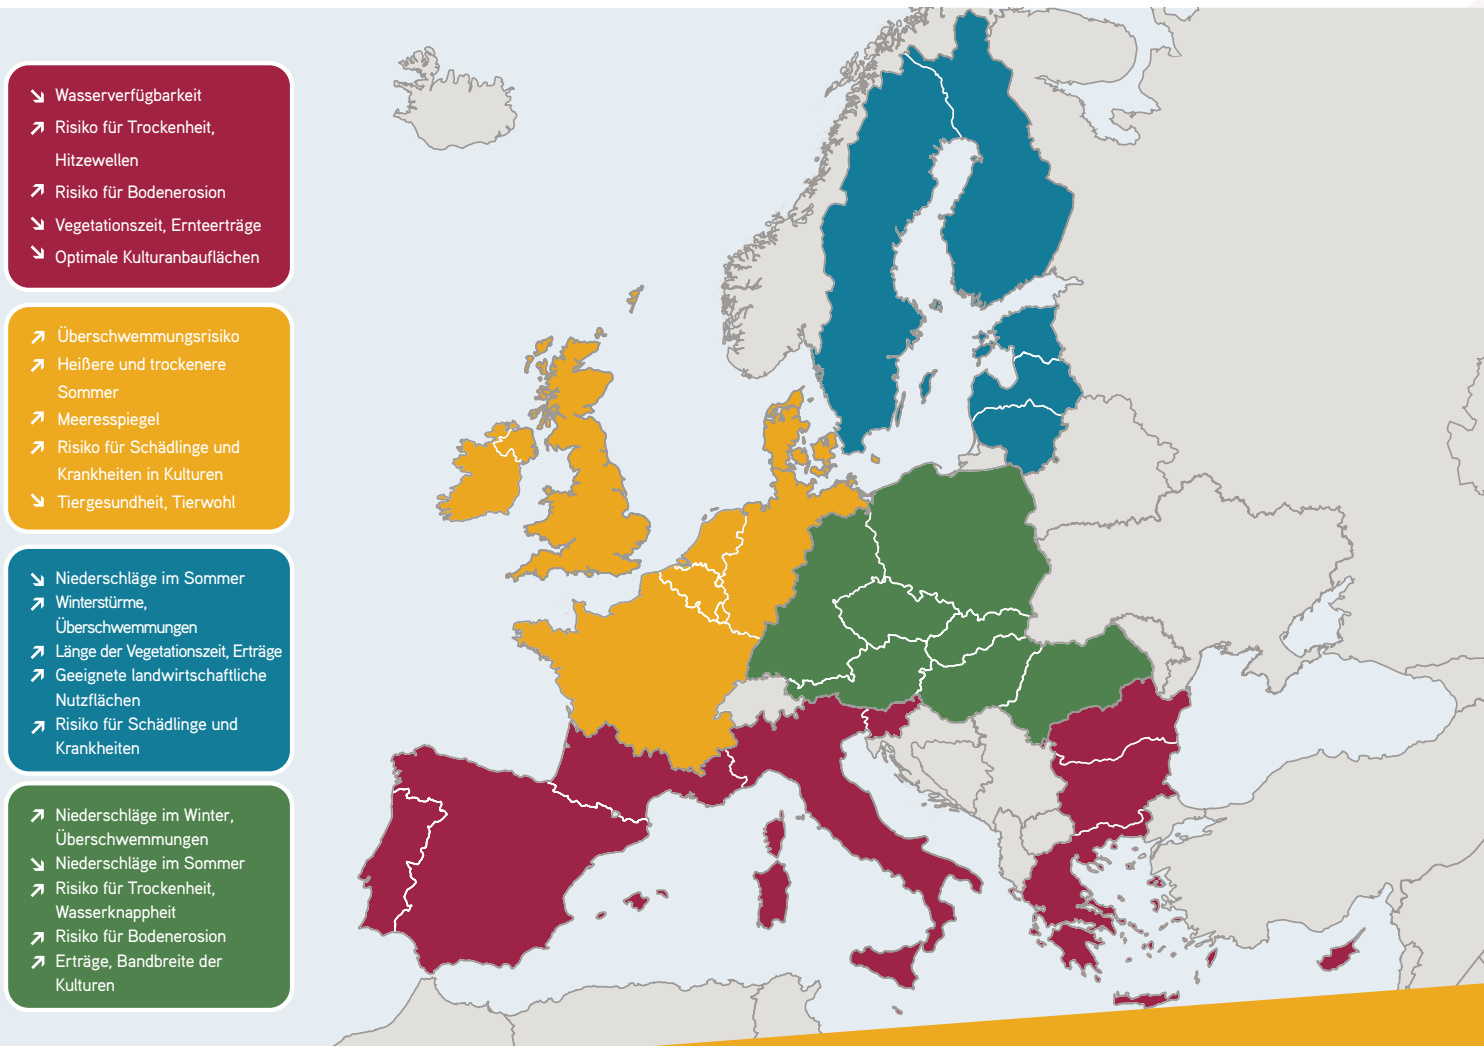 Wasserverfügbarkeit
Risiko für Trockenheit,
Hitzewellen
Risiko für Bodenerosion
Vegetationszeit, Ernteerträge
Optimale Kulturanbauflächen
Überschwemmungsrisiko
Heißere und trockenere
Sommer
Meeresspiegel
Risiko für Schädlinge und
Krankheiten in Kulturen
Tiergesundheit, Tierwohl
Niederschläge im Sommer
Winterstürme,
Überschwemmungen
Länge der Vegetationszeit, Erträge
Geeignete landwirtschaftliche
Nutzflächen
Risiko für Schädlinge und
Krankheiten
Niederschläge im Winter,
Überschwemmungen
Niederschläge im Sommer
Risiko für Trockenheit,
Wasserknappheit
Risiko für Bodenerosion
Erträge, Bandbreite der
Kulturen